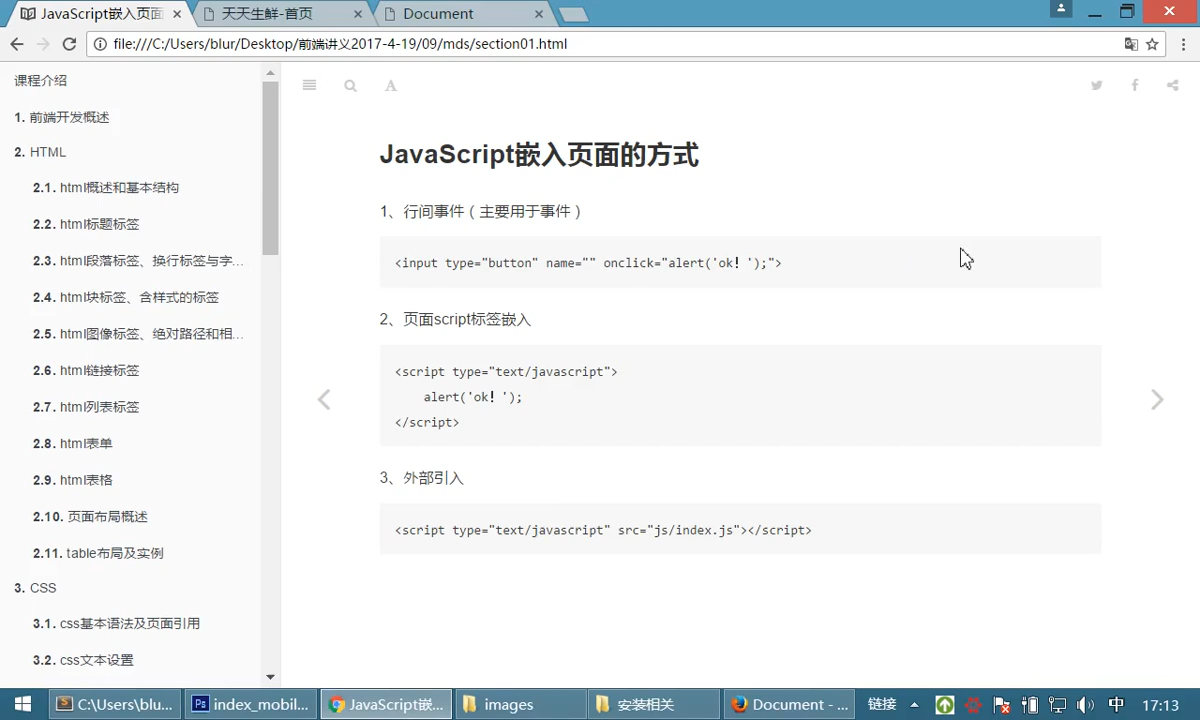 JavaScript嵌入页面
天天生鲜-首页
Document
file:///C:/Users/blur/Desktop/前端讲义2017-4-19/09/mds/section01.html
课程介绍
1. 前端开发概述
2. HTML
2.1. html概述和基本结构
2.2. html标题标签
2.3. html段落标签、换行标签与字...
2.4. html块标签、含样式的标签
2.5. html图像标签、绝对路径和相...
2.6. html链接标签
2.7. html列表标签
2.8. html表单
2.9. html表格
2.10. 页面布局概述
2.11. table布局及实例
3. CSS
3.1. css基本语法及页面引用
3.2. css文本设置
A
JavaScript嵌入页面的方式
1、行间事件（主要用于事件）
<input type="button" name="" onclick="alert('ok！');">
2、页面script标签嵌入
<script type="text/javascript">
alert('ok！');
</script>
3、外部引入
<script type="text/javascript" src="js/index.js"></script>
C:\Users\blu...
Ps index_mobil...
JavaScript嵌...
images
安装相关
Document - ...
链接
中
17:13